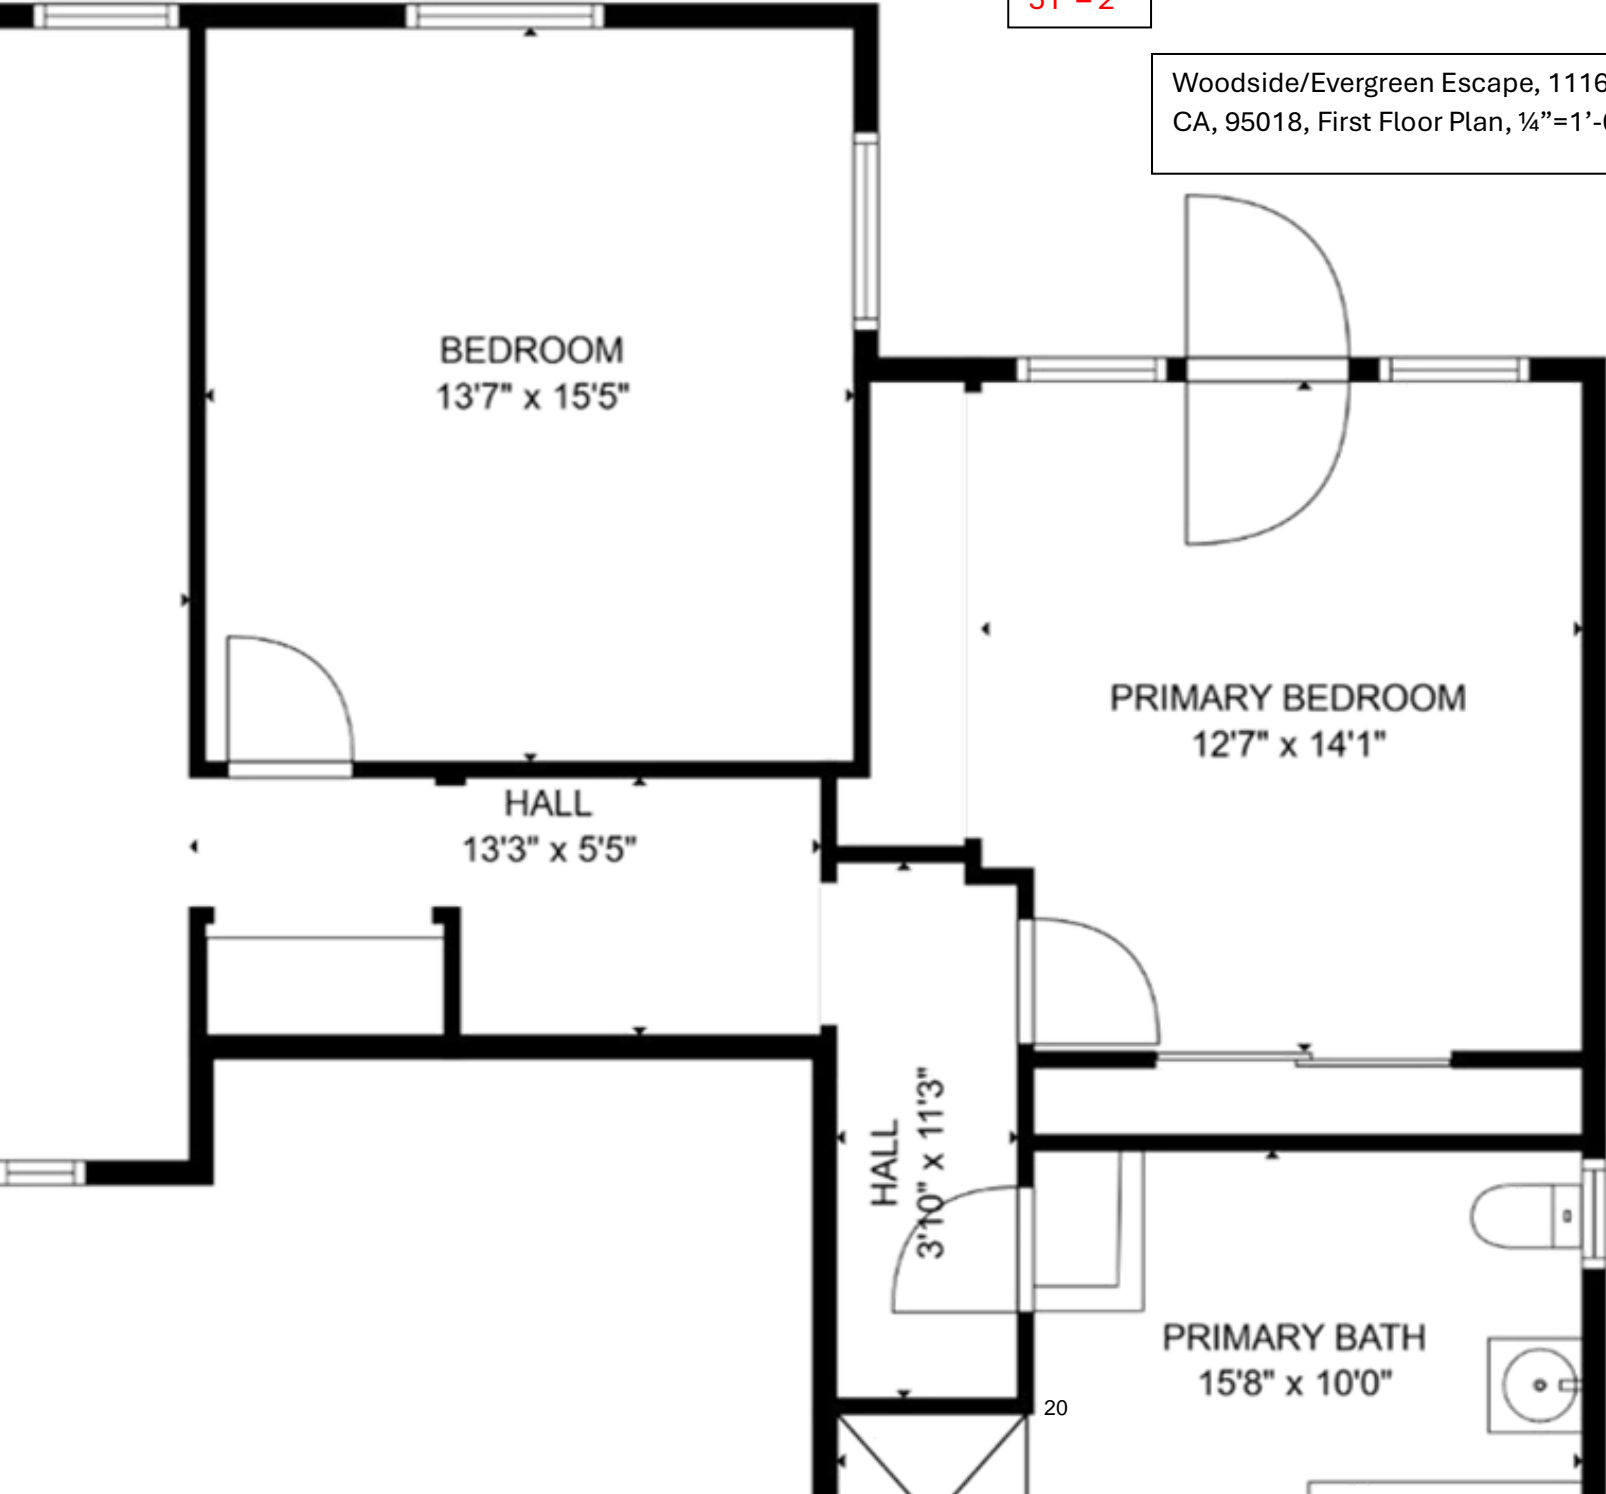 Woodside/Evergreen Escape, 1116
CA, 95018, First Floor Plan, ¼”=1’-
BEDROOM
13'7" x 15'5"
PRIMARY BEDROOM
12'7" x 14'1"
HALL
13'3" x 5'5"
HALL
3'10" x 11'3"
PRIMARY BATH
15'8" x 10'0"
20